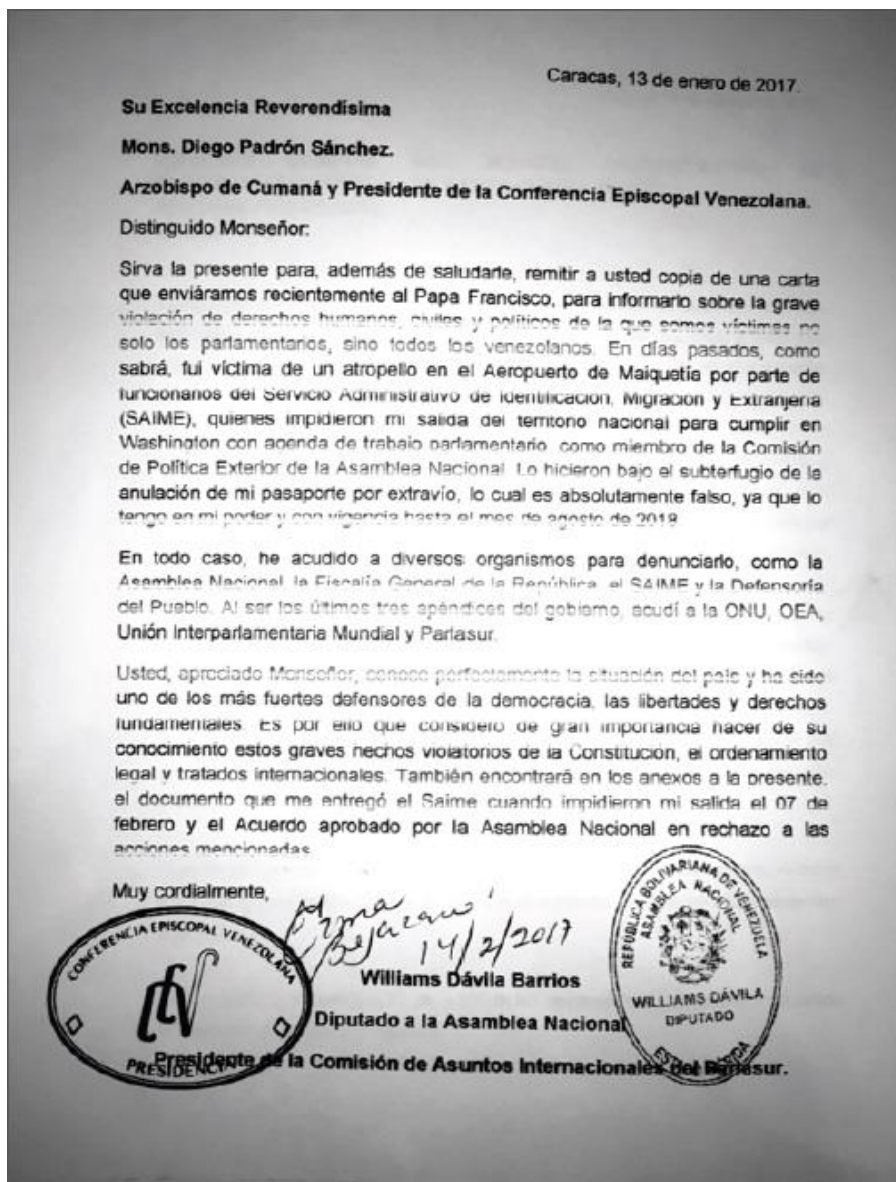 Caracas, 13 de enero de 2017.
Su Excelencia Reverendísima
Mons. Diego Padrón Sánchez.
Arzobispo de Cumaná y Presidente de la Conferencia Episcopal Venezolana.
Distinguido Monseñor:
Sirva la presente para, además de saludarle, remitir a usted copia de una carta
que enviáramos recientemente al Papa Francisco, para informarlo sobre la grave
violación de derechos humanos, civiles y políticos de la que somos víctimas no
solo los parlamentarios, sino todos los venezolanos. En días pasados, como
sabrá, fui víctima de un atropello en el Aeropuerto de Maiquetía por parte de
funcionarios del Servicio Administrativo de Identificación, Migración y Extranjería
(SAIME), quienes impidieron mi salida del territorio nacional para cumplir en
Washington con agenda de trabajo parlamentario, como miembro de la Comisión
de Política Exterior de la Asamblea Nacional. Lo hicieron bajo el subterfugio de la
anulación de mi pasaporte por extravío, lo cual es absolutamente falso, ya que lo
tengo en mi poder y con vigencia hasta el mes de agosto de 2018
En todo caso, he acudido a diversos organismos para denunciarlo, como la
Asamblea Nacional, la Fiscalía General de la República, el SAIME y la Defensoría
del Pueblo. Al ser los últimos tres apéndices del gobierno, acudí a la ONU, OEA,
Unión Interparlamentaria Mundial y Parlasur.
Usted, apreciado Monseñor, conoce perfectamente la situación del país y ha sido
uno de los más fuertes defensores de la democracia, las libertades y derechos
fundamentales. Es por ello que considero de gran importancia hacer de su
conocimiento estos graves hechos violatorios de la Constitución, el ordenamiento
legal y tratados internacionales. También encontrará en los anexos a la presente,
el documento que me entregó el Saime cuando impidieron mi salida el 07 de
febrero y el Acuerdo aprobado por la Asamblea Nacional en rechazo a las
acciones mencionadas.
Muy cordialmente,
14/2/2017
Williams Dávila Barrios
Diputado a la Asamblea Nacional
Presidente de la Comisión de Asuntos Internacionales del Parlasur.
CONFERENCIA EPISCOPAL VENEZOLANA
PRESIDENCIA
REPÚBLICA BOLIVARIANA DE VENEZUELA
ASAMBLEA NACIONAL
WILLIAMS DÁVILA
DIPUTADO